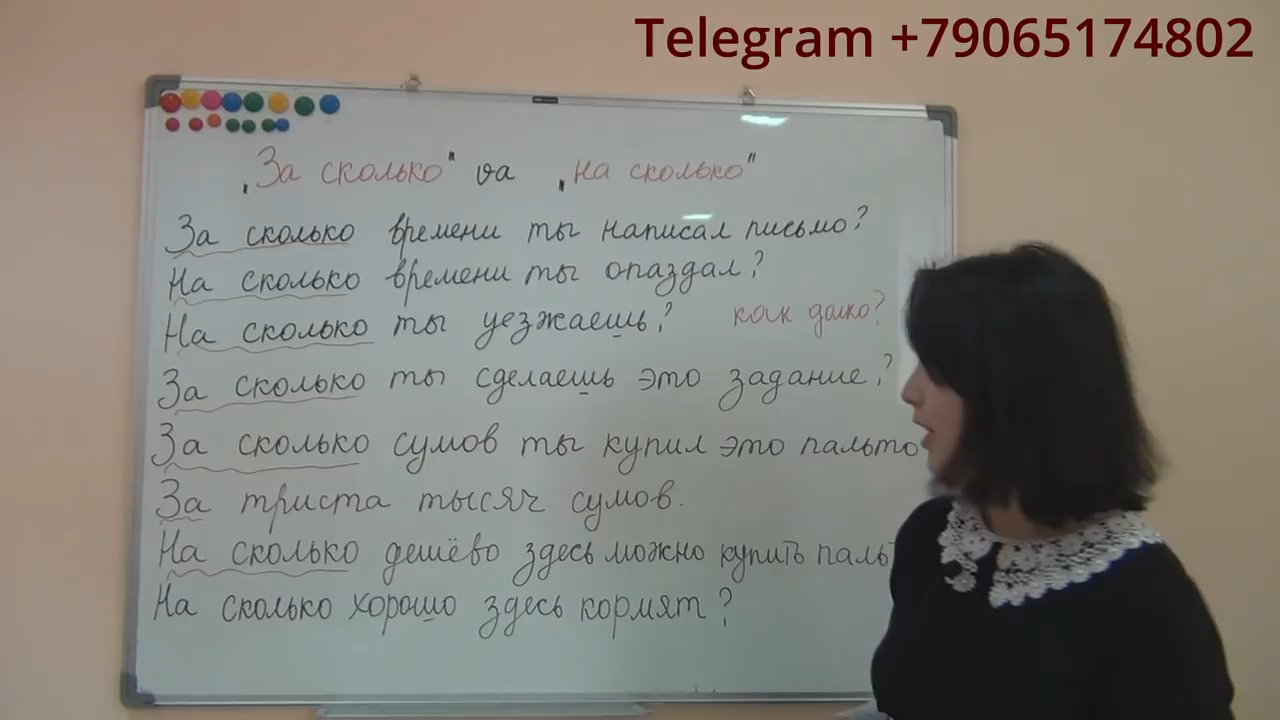 Telegram +79065174802
„За сколько" va „на сколько"
За сколько времени ты написал письмо?
На сколько времени ты опаздал?
На сколько ты уезжаешь? как долко?
За сколько ты сделаешь это задание?
За сколько сумов ты купил это пальто
За триста тысяч сумов.
На сколько дешёво здесь можно купить паль
На сколько хорошо здесь кормят?